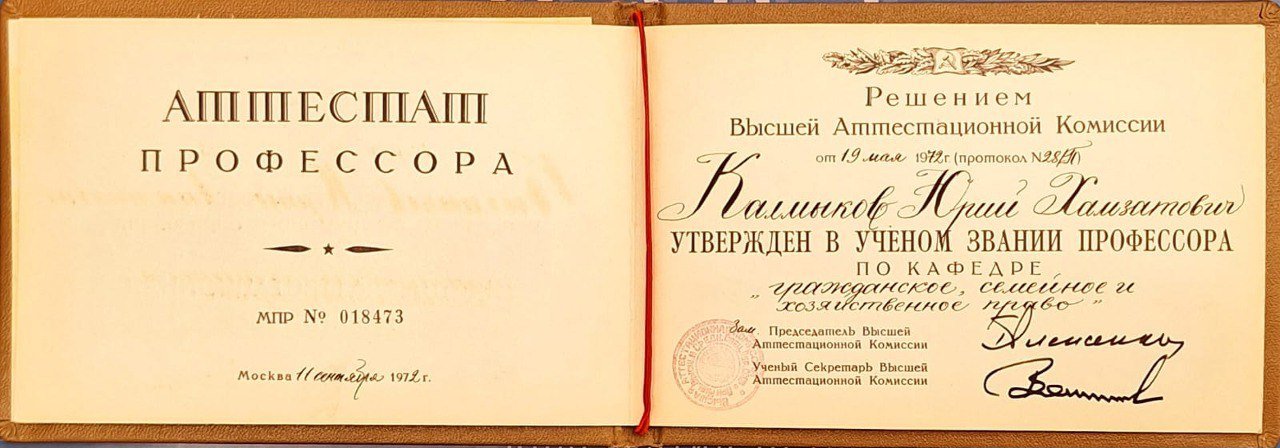 АТТЕСТАТ
ПРОФЕССОРА
МПР № 018473
Москва 11 сентября 1972 г.
Решением
Высшей Аттестационной Комиссии
от 19 мая 1972 г. (протокол N 28/П)
Калмыков Юрий Хамзатович
УТВЕРЖДЕН В УЧЕНОМ ЗВАНИИ ПРОФЕССОРА
ПО КАФЕДРЕ
„гражданское, семейное и
хозяйственное право"
Зам. Председатель Высшей
Аттестационной Комиссии
Ученый Секретарь Высшей
Аттестационной Комиссии